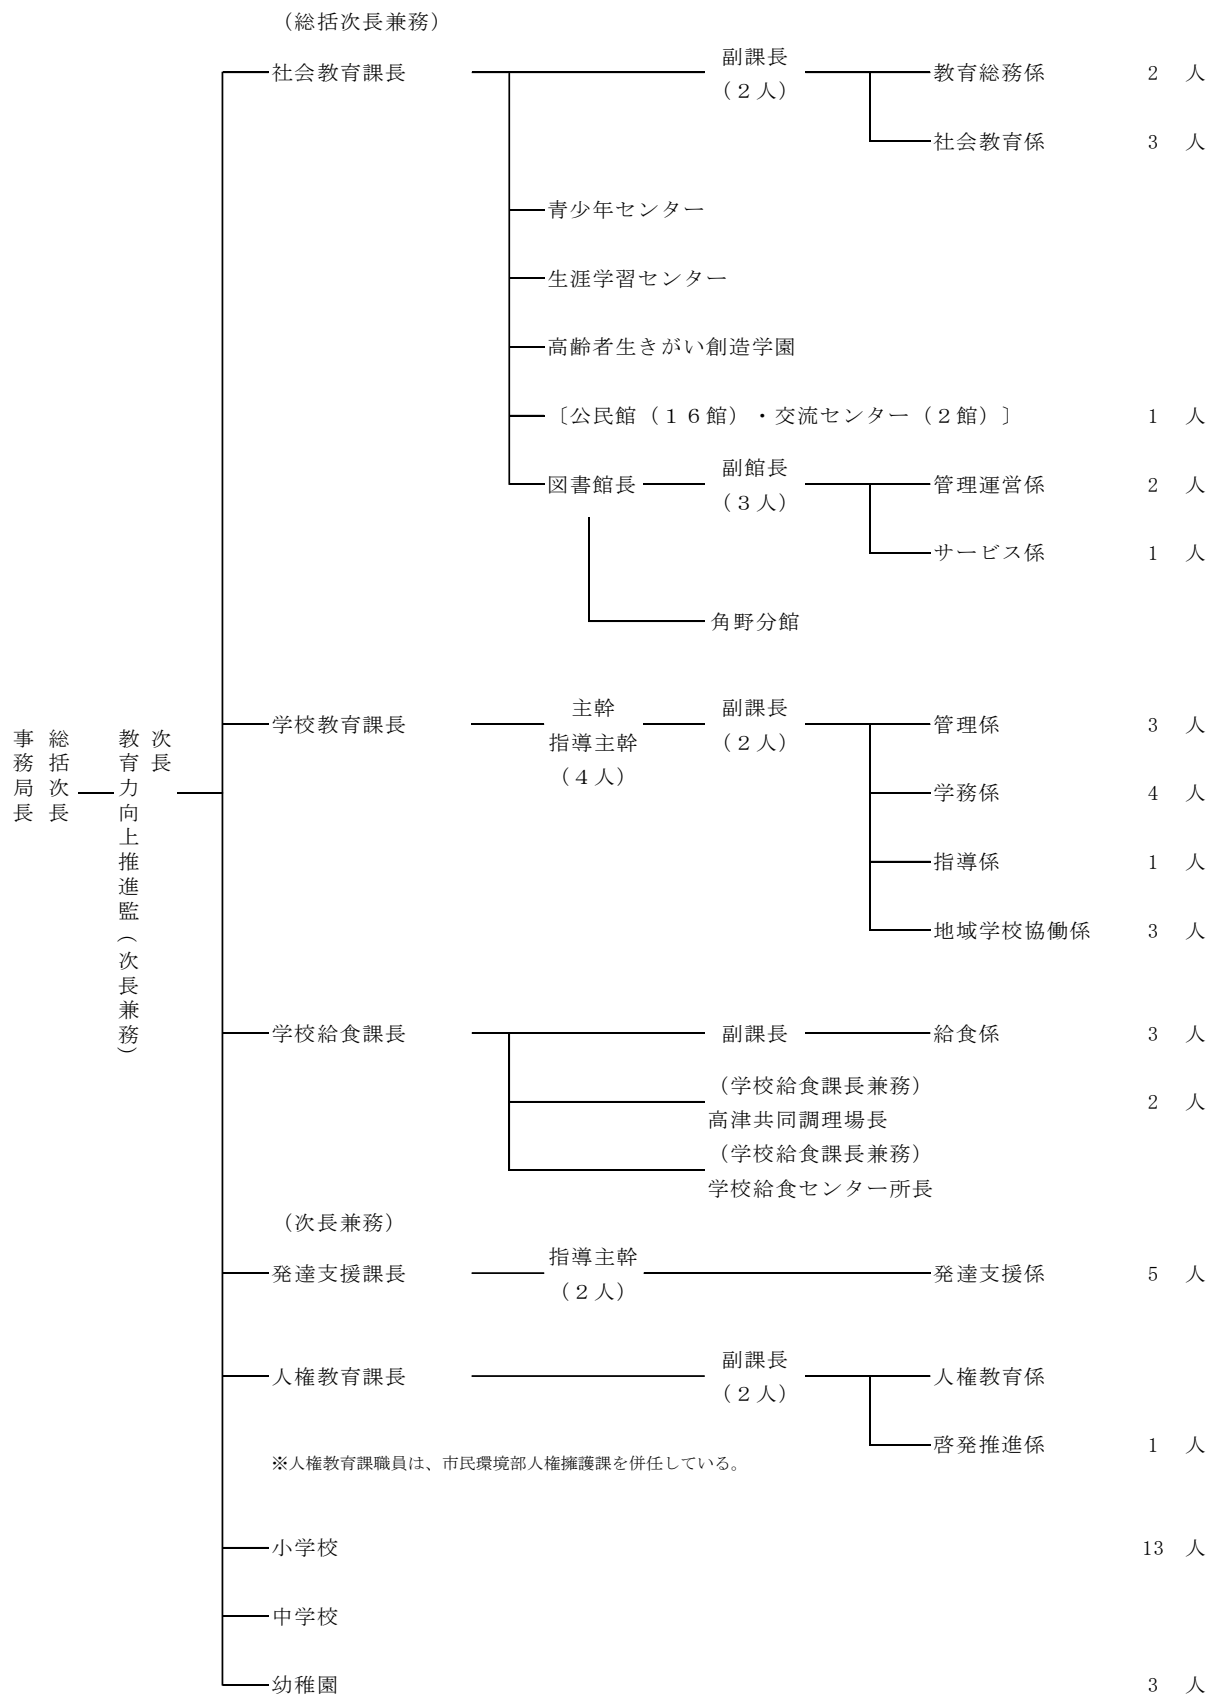 （総括次長兼務）
社会教育課長
副課長
（２人）
教育総務係 2 人
社会教育係 3 人
青少年センター
生涯学習センター
高齢者生きがい創造学園
〔公民館（１６館）・交流センター（２館）〕 1 人
図書館長
副館長
（３人）
管理運営係 2 人
サービス係 1 人
角野分館
事務局長
総括次長
次長
教育力向上推進監（次長兼務）
学校教育課長
主幹
指導主幹
（４人）
副課長
（２人）
管理係 3 人
学務係 4 人
指導係 1 人
地域学校協働係 3 人
学校給食課長
副課長
給食係 3 人
（学校給食課長兼務）
高津共同調理場長
2 人
（学校給食課長兼務）
学校給食センター所長
（次長兼務）
発達支援課長
指導主幹
（２人）
発達支援係 5 人
人権教育課長
副課長
（２人）
人権教育係
啓発推進係 1 人
※人権教育課職員は、市民環境部人権擁護課を併任している。
小学校 13 人
中学校
幼稚園 3 人